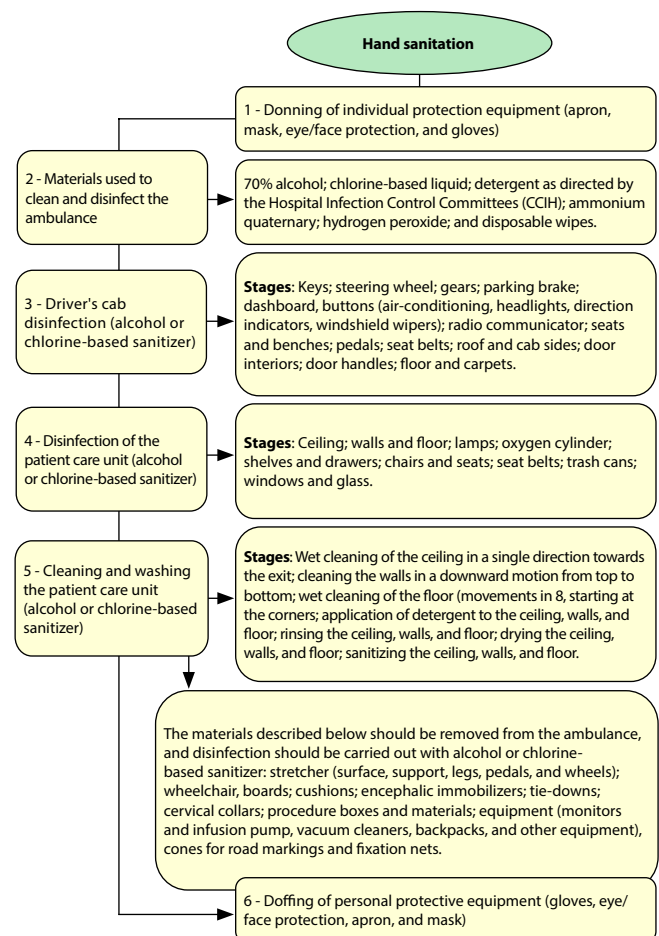 Hand sanitation
1 - Donning of individual protection equipment (apron,
mask, eye/face protection, and gloves)
2 - Materials used to
clean and disinfect the
ambulance
70% alcohol; chlorine-based liquid; detergent as directed by
the Hospital Infection Control Committees (CCIH); ammonium
quaternary; hydrogen peroxide; and disposable wipes.
3 - Driver's cab
disinfection (alcohol or
chlorine-based sanitizer)
Stages: Keys; steering wheel; gears; parking brake;
dashboard, buttons (air-conditioning, headlights, direction
indicators, windshield wipers); radio communicator; seats
and benches; pedals; seat belts; roof and cab sides; door
interiors; door handles; floor and carpets.
4 - Disinfection of the
patient care unit (alcohol
or chlorine-based sanitizer)
Stages: Ceiling; walls and floor; lamps; oxygen cylinder;
shelves and drawers; chairs and seats; seat belts; trash cans;
windows and glass.
5 - Cleaning and washing
the patient care unit
(alcohol or chlorine-based
sanitizer)
Stages: Wet cleaning of the ceiling in a single direction towards
the exit; cleaning the walls in a downward motion from top to
bottom; wet cleaning of the floor (movements in 8, starting at
the corners; application of detergent to the ceiling, walls, and
floor; rinsing the ceiling, walls, and floor; drying the ceiling,
walls, and floor; sanitizing the ceiling, walls, and floor.
The materials described below should be removed from the ambulance,
and disinfection should be carried out with alcohol or chlorine-
based sanitizer: stretcher (surface, support, legs, pedals, and wheels);
wheelchair, boards; cushions; encephalic immobilizers; tie-downs;
cervical collars; procedure boxes and materials; equipment (monitors
and infusion pump, vacuum cleaners, backpacks, and other equipment),
cones for road markings and fixation nets.
6 - Doffing of personal protective equipment (gloves, eye/
face protection, apron, and mask)